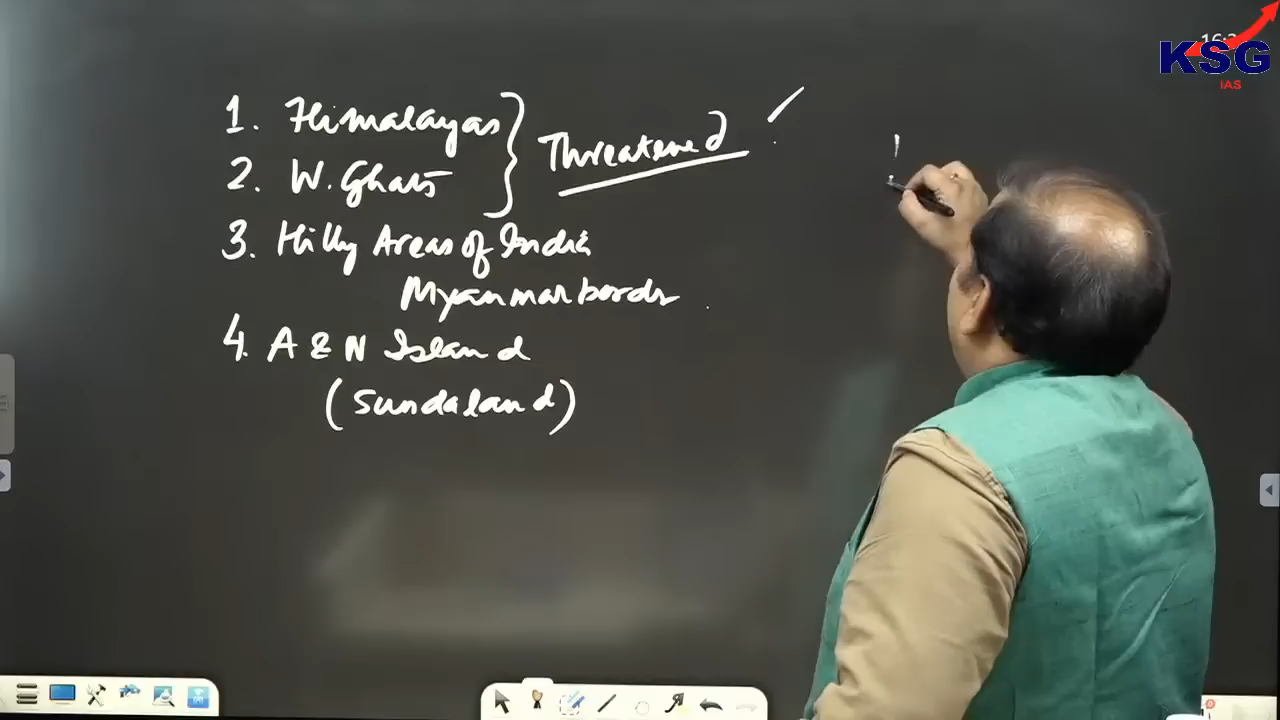 1. Himalayas
2. W. Ghats
Threatened
3. Hilly Areas of India
Myanmar border
4. A & N Island
(Sundaland)
KSG
IAS